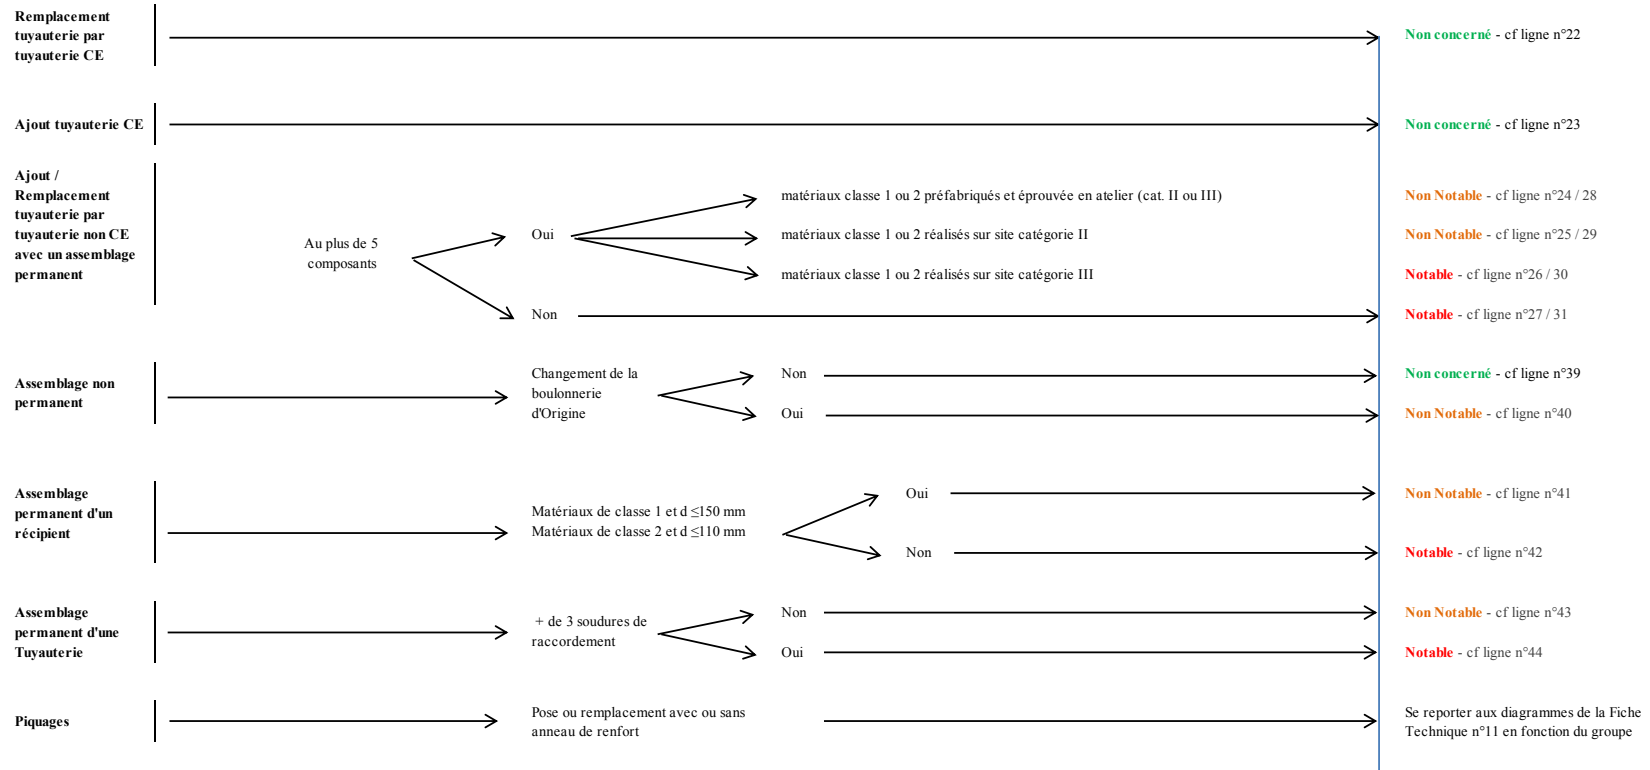 Remplacement
tuyauterie par
tuyauterie CE
Non concerné - cf ligne n°22
Ajout tuyauterie CE
Non concerné - cf ligne n°23
Ajout /
Remplacement
tuyauterie par
tuyauterie non CE
avec un assemblage
permanent
Au plus de 5
composants
Oui
matériaux classe 1 ou 2 préfabriqués et éprouvée en atelier (cat. II ou III)
Non Notable - cf ligne n°24 / 28
matériaux classe 1 ou 2 réalisés sur site catégorie II
Non Notable - cf ligne n°25 / 29
matériaux classe 1 ou 2 réalisés sur site catégorie III
Notable - cf ligne n°26 / 30
Non
Notable - cf ligne n°27 / 31
Assemblage non
permanent
Changement de la
boulonnerie
d'Origine
Non
Non concerné - cf ligne n°39
Oui
Non Notable - cf ligne n°40
Assemblage
permanent d'un
récipient
Matériaux de classe 1 et d ≤150 mm
Matériaux de classe 2 et d ≤110 mm
Oui
Non Notable - cf ligne n°41
Non
Notable - cf ligne n°42
Assemblage
permanent d'une
Tuyauterie
+ de 3 soudures de
raccordement
Non
Non Notable - cf ligne n°43
Oui
Notable - cf ligne n°44
Piquages
Pose ou remplacement avec ou sans
anneau de renfort
Se reporter aux diagrammes de la Fiche
Technique n°11 en fonction du groupe